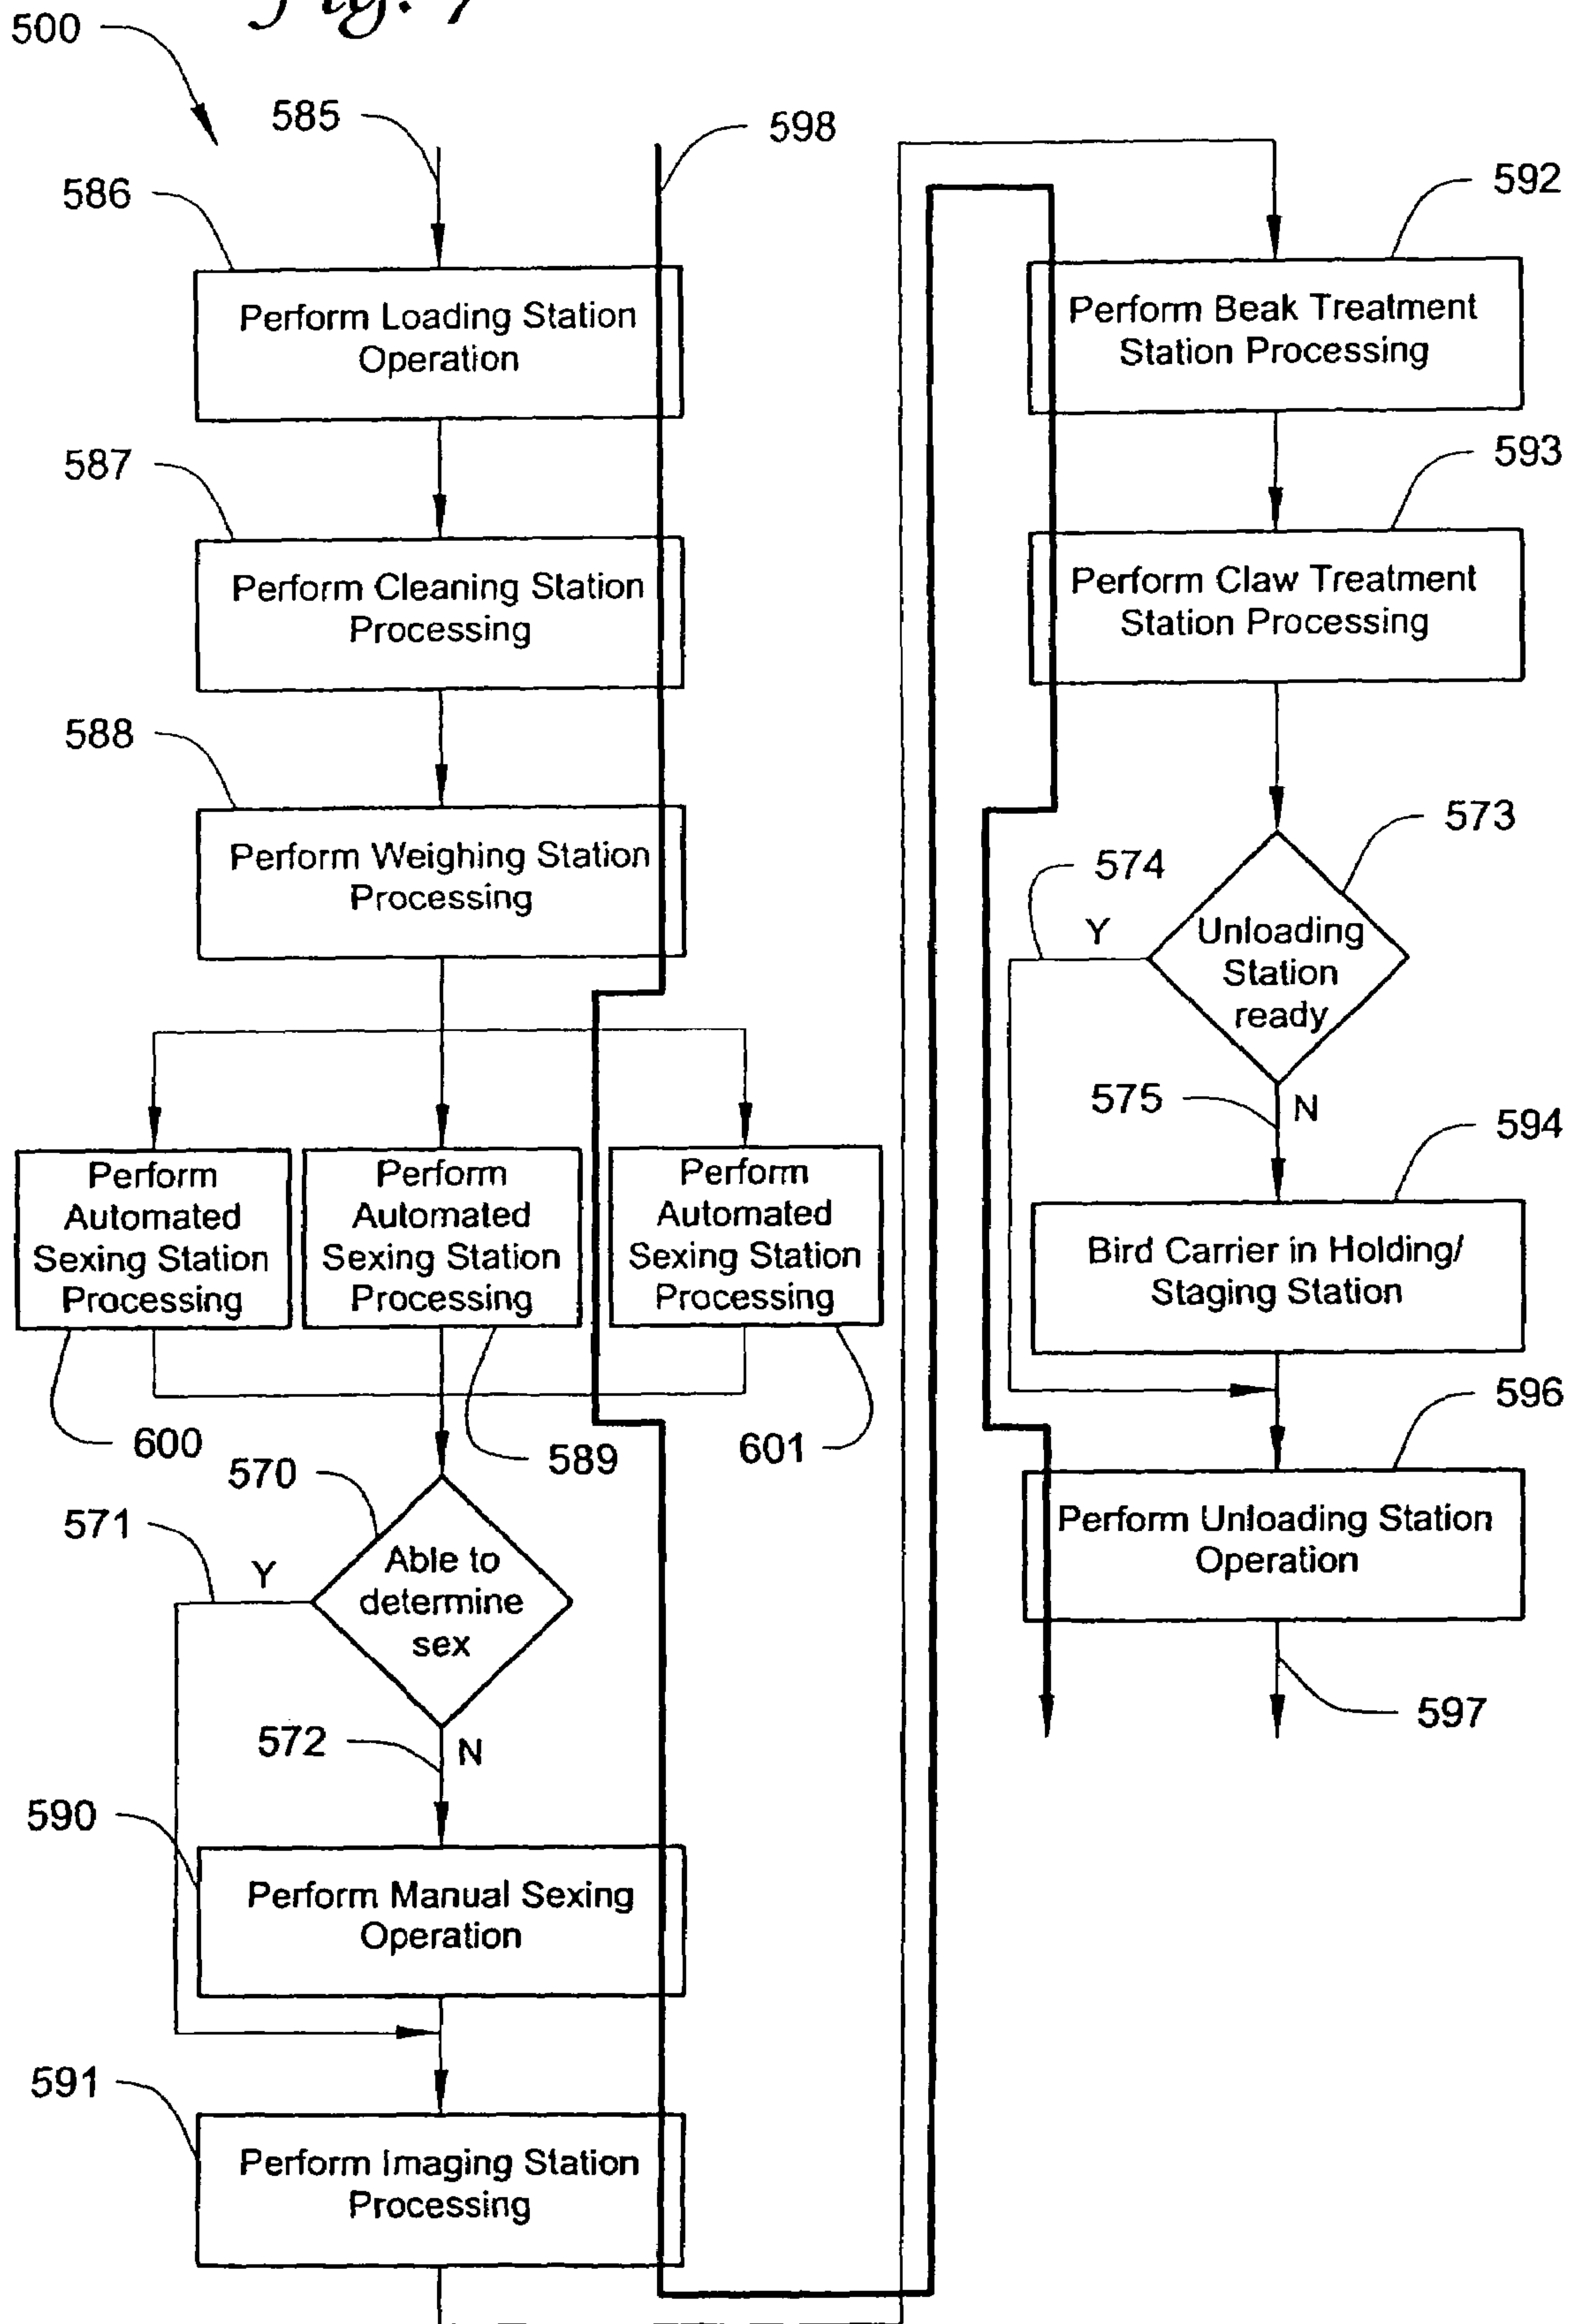 500
585
598
586
Perform Loading Station
Operation
587
Perform Cleaning Station
Processing
588
Perform Weighing Station
Processing
Perform
Automated
Sexing Station
Processing
Perform
Automated
Sexing Station
Processing
Perform
Automated
Sexing Station
Processing
600
589
601
570
571
Y
Able to
determine
sex
572
N
590
Perform Manual Sexing
Operation
591
Perform Imaging Station
Processing
592
Perform Beak Treatment
Station Processing
593
Perform Claw Treatment
Station Processing
573
574
Y
Unloading
Station
ready
575
N
594
Bird Carrier in Holding/
Staging Station
596
Perform Unloading Station
Operation
597